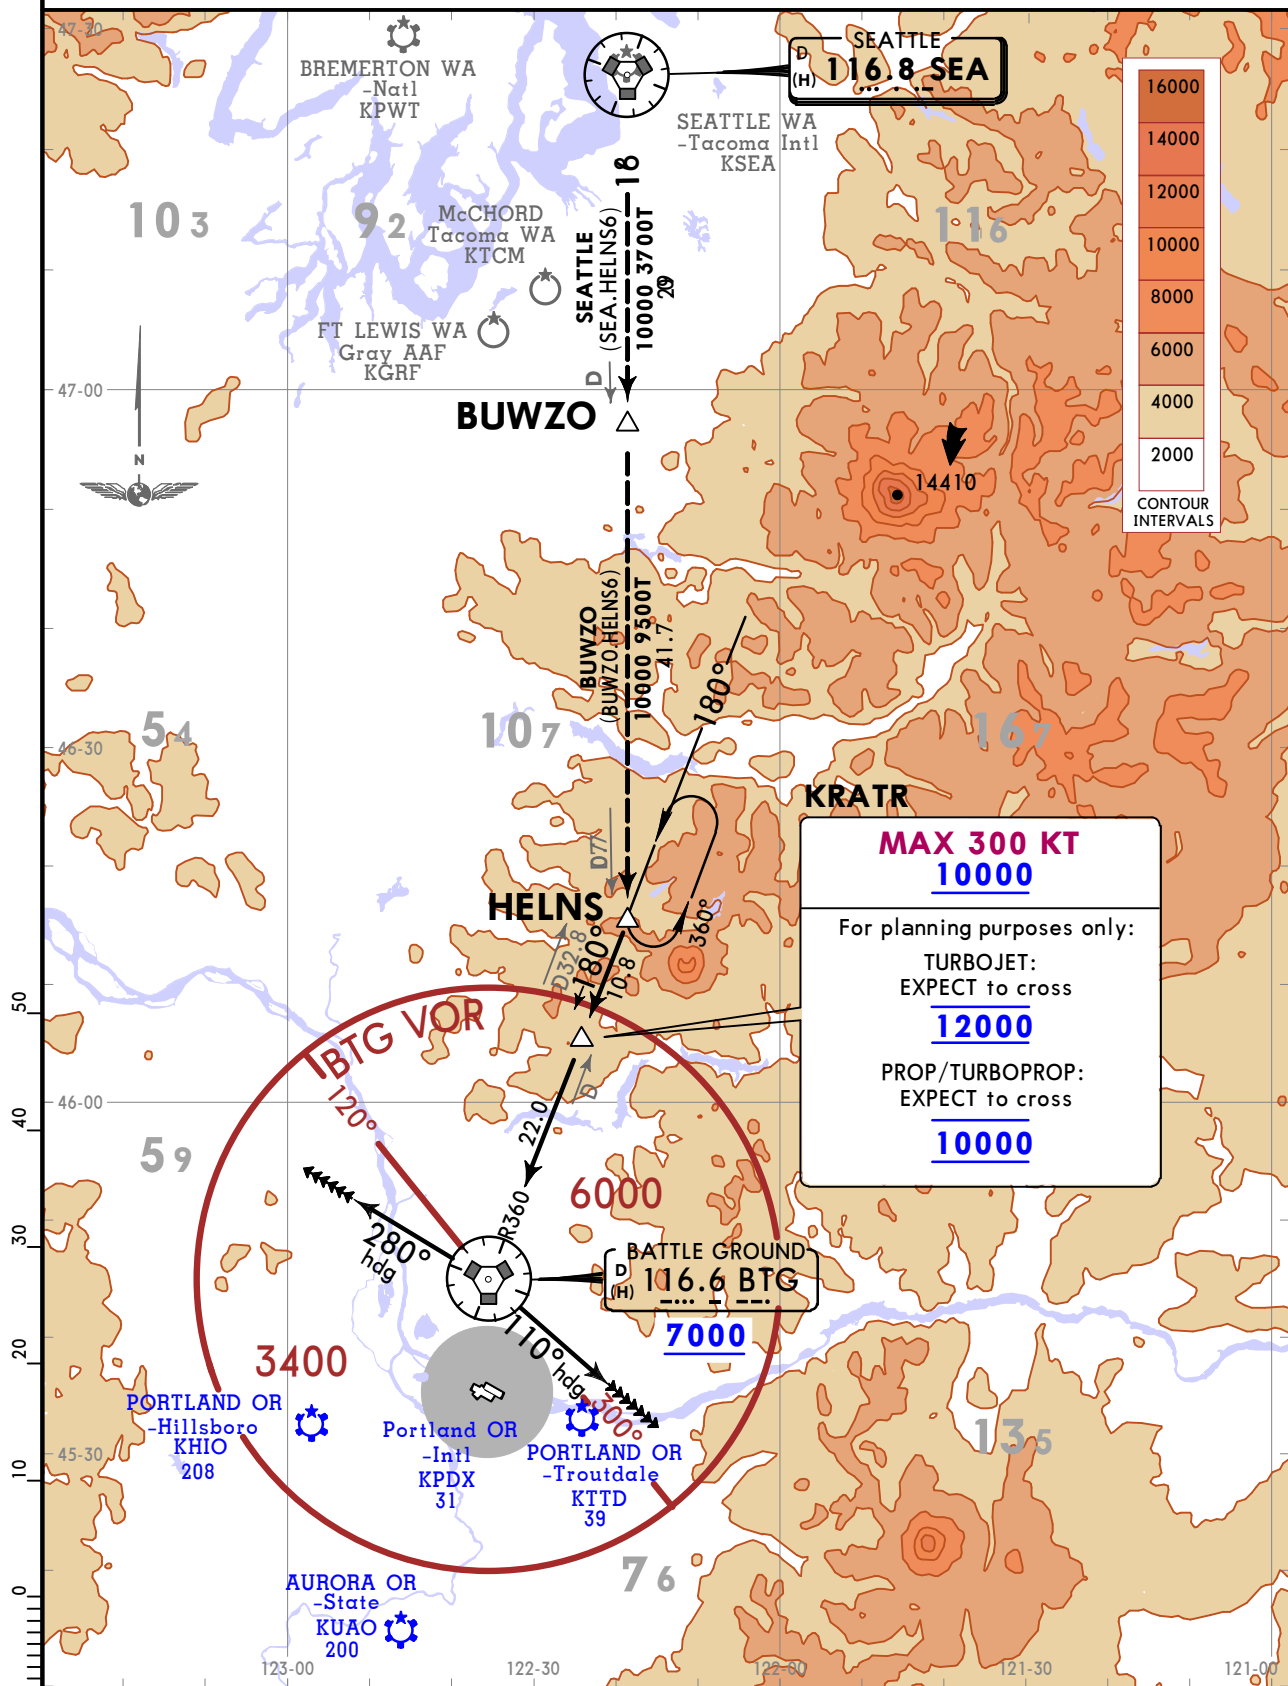 47-30
BREMERTON WA
-Natl
KPWT
SEATTLE
D
(H)
116.8 SEA
SEATTLE WA
-Tacoma Intl
KSEA
16000
14000
12000
10000
8000
6000
4000
2000
CONTOUR
INTERVALS
103
92
116
McCHORD
Tacoma WA
KTCM
FT LEWIS WA
Gray AAF
KGRF
SEATTLE
(SEA.HELNS6)
10000 3700T
29
D
47-00
BUWZO
N
14410
BUWZO
(BUWZO.HELNS6)
10000 9500T
41.7
180°
54
46-30
107
167
D77
HELNS
360°
D32.8
180°
10.8
KRATR
MAX 300 KT
10000
For planning purposes only:
TURBOJET:
EXPECT to cross
12000
PROP/TURBOPROP:
EXPECT to cross
10000
BTG VOR
120°
D
46-00
22.0
R360
59
6000
280°
hdg
BATTLE GROUND
D
(H)
116.6 BTG
7000
110°
hdg
300°
3400
PORTLAND OR
-Hillsboro
KHIO
208
Portland OR
-Intl
KPDX
31
PORTLAND OR
-Troutdale
KTTD
39
45-30
135
76
AURORA OR
-State
KUAO
200
50
40
30
20
10
0
123-00
122-30
122-00
121-30
121-00